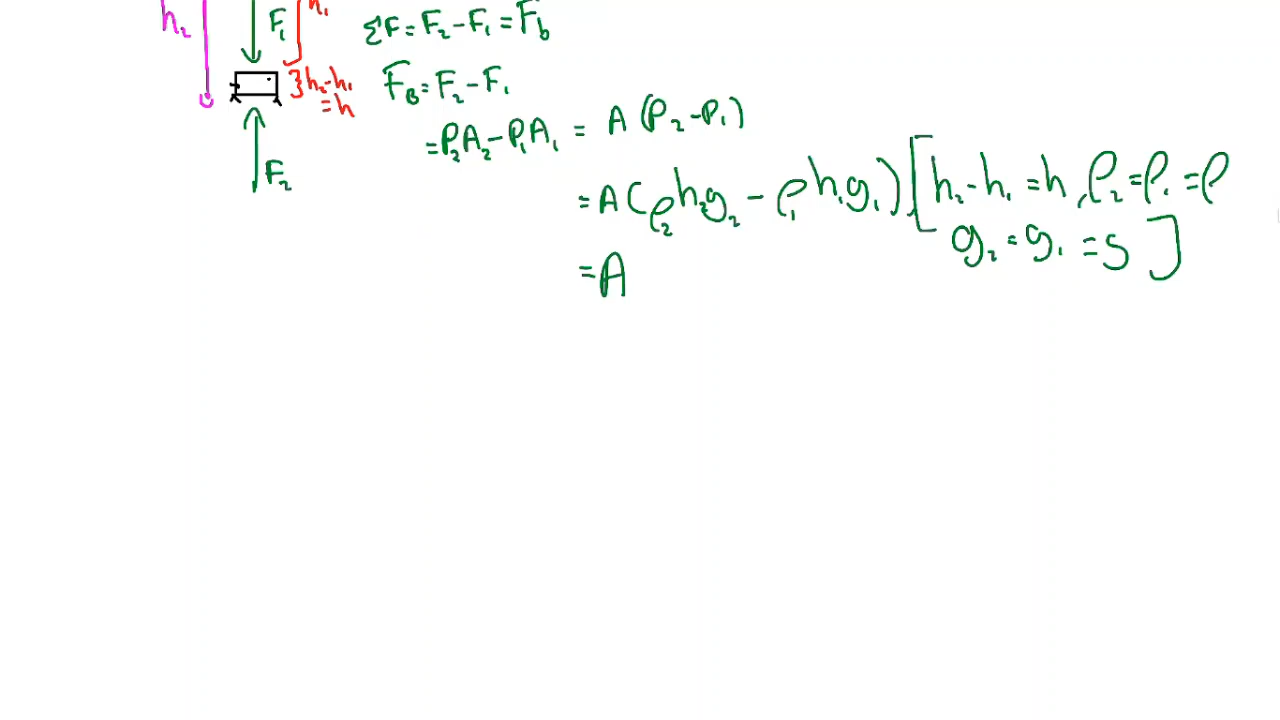 h₂ F₁ h₁
ΣF = F₂ - F₁ = F_b
} h₂-h₁ = h
F_B = F₂ - F₁
F₂
= P₂A₂ - P₁A₁ = A (P₂ - P₁)
= A (ρ₂h₂g₂ - ρ₁h₁g₁) [h₂ - h₁ = h, ρ₂ = ρ₁ = ρ
g₂ = g₁ = S ]
= A